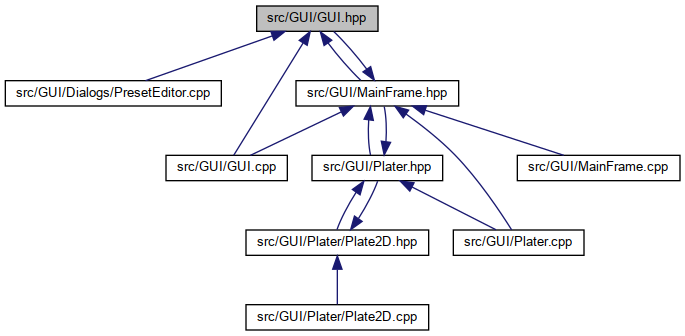 src/GUI/GUI.hpp
src/GUI/Dialogs/PresetEditor.cpp
src/GUI/MainFrame.hpp
src/GUI/GUI.cpp
src/GUI/Plater.hpp
src/GUI/MainFrame.cpp
src/GUI/Plater/Plate2D.hpp
src/GUI/Plater.cpp
src/GUI/Plater/Plate2D.cpp